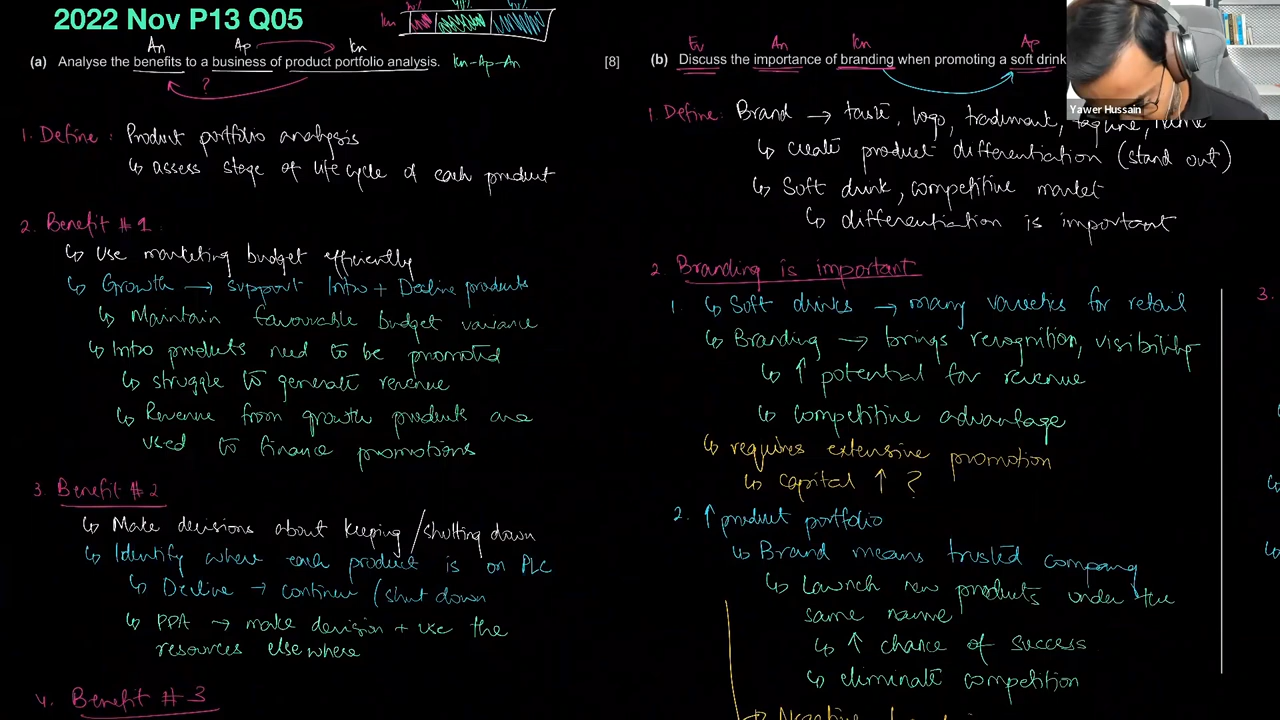 2022 Nov P13 Q05
Kn
20%
40%
40%
An
Ap
Kn
(a) Analyse the benefits to a business of product portfolio analysis.
Kn-Ap-An
[8]
?
1. Define : Product portfolio analysis
↳ assess stage of life cycle of each product
2. Benefit #1
↳ Use marketing budget efficiently
↳ Growth → support Intro + Decline products
↳ Maintain favourable budget variance
↳ Intro products need to be promoted
↳ struggle to generate revenue
↳ Revenue from growth products are
used to finance promotions
3. Benefit #2
↳ Make decisions about keeping / shutting down
↳ Identify where each product is on PLC
↳ Decline → continue / shut down
↳ PPA → make decision + use the
resources elsewhere
4. Benefit #3
Ev
An
Kn
Ap
(b) Discuss the importance of branding when promoting a soft drink
Yawer Hussain
1. Define: Brand → taste, logo, trademark, tagline, name
↳ create product differentiation (stand out)
↳ Soft drink, competitive market
↳ differentiation is important
2. Branding is important
1. ↳ Soft drinks → many varieties for retail
↳ Branding → brings recognition, visibility
↳ ↑ potential for revenue
↳ competitive advantage
↳ requires extensive promotion
↳ capital ↑ ?
2. ↑ product portfolio
↳ Brand means trusted company
↳ Launch new products under the
same name
↳ ↑ chance of success
↳ eliminate competition
↳ Negative
3.